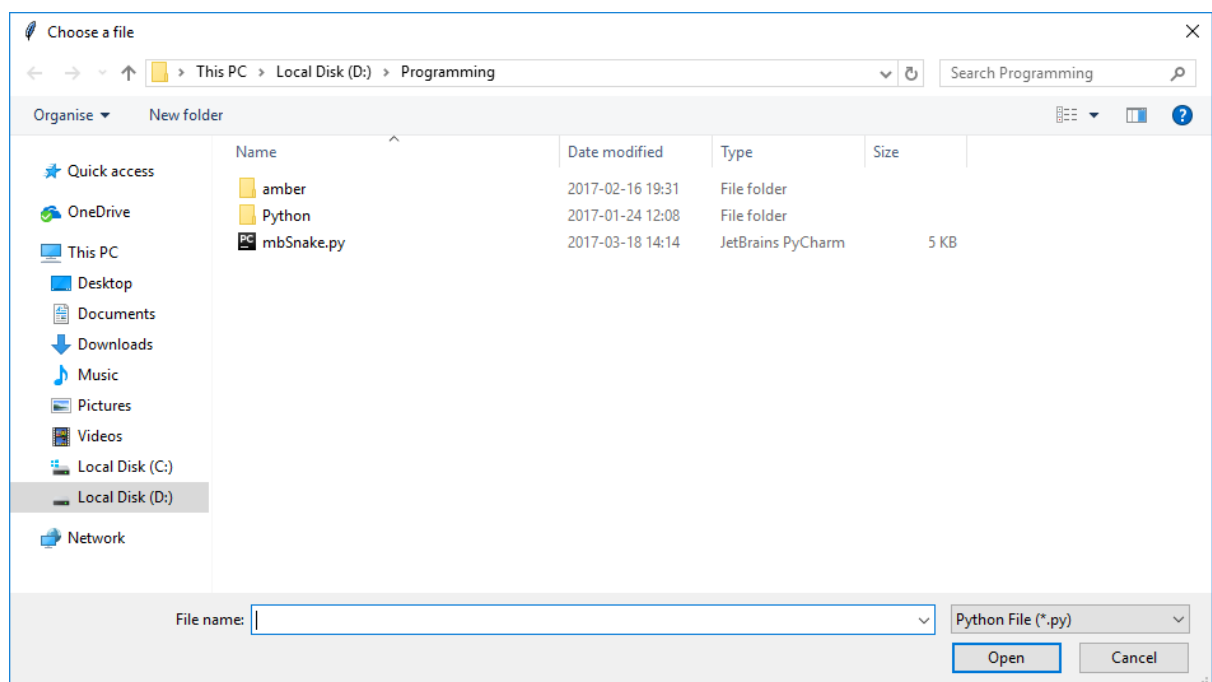 Choose a file
This PC > Local Disk (D:) > Programming
Search Programming
Organise
New folder
?
Name
Date modified
Type
Size
Quick access
OneDrive
This PC
Desktop
Documents
Downloads
Music
Pictures
Videos
Local Disk (C:)
Local Disk (D:)
Network
amber 2017-02-16 19:31 File folder
Python 2017-01-24 12:08 File folder
PC mbSnake.py 2017-03-18 14:14 JetBrains PyCharm 5 KB
File name:
Python File (*.py)
Open
Cancel